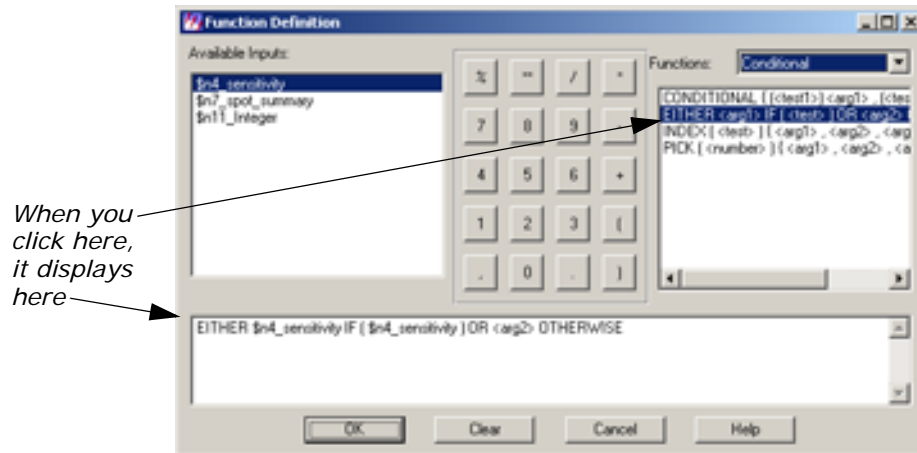 Function Definition
Available Inputs:
$n4_sensitivity
$n7_spot_summary
$n11_Integer
% ** / *
7 8 9 -
4 5 6 +
1 2 3 (
, 0 . )
Functions: Conditional
CONDITIONAL { (<test1>) <arg1> , (<tes
EITHER <arg1> IF ( <test> ) OR <arg2>
INDEX ( <test> ) { <arg1> , <arg2> , <arg
PICK ( <number> ) { <arg1> , <arg2> , <a
When you
click here,
it displays
here
EITHER $n4_sensitivity IF ( $n4_sensitivity ) OR <arg2> OTHERWISE
OK Clear Cancel Help